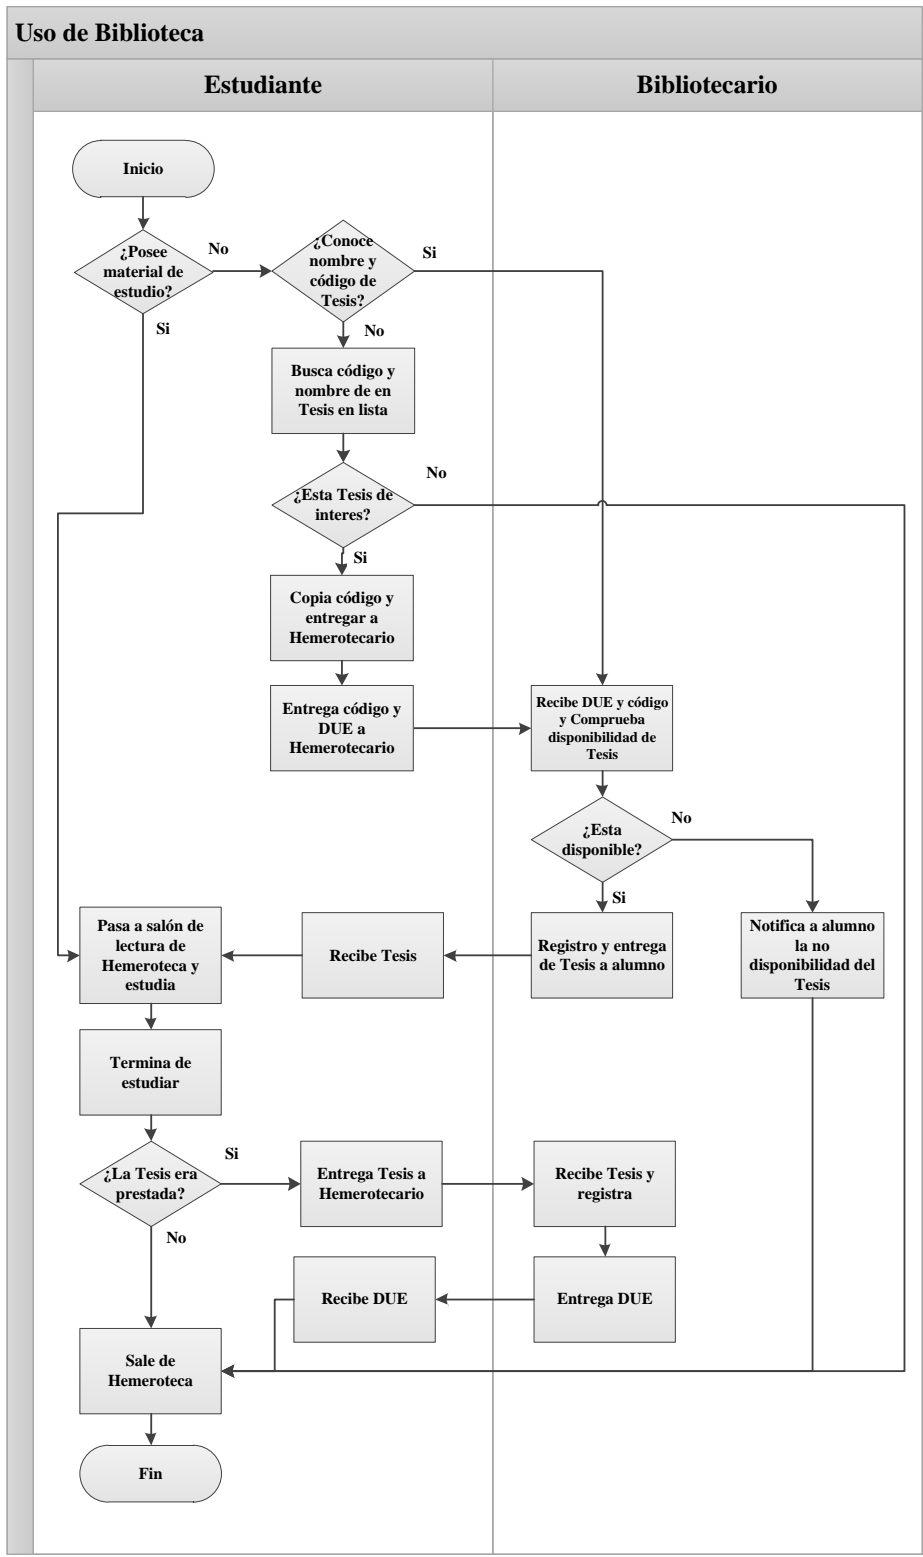 Uso de Biblioteca
Estudiante
Bibliotecario
Inicio
¿Posee
material de
estudio?
No
¿Conoce
nombre y
código de
Tesis?
Si
Si
No
Busca código y
nombre de en
Tesis en lista
No
¿Esta Tesis de
interes?
Si
Copia código y
entregar a
Hemerotecario
Entrega código y
DUE a
Hemerotecario
Recibe DUE y código
y Comprueba
disponibilidad de
Tesis
¿Esta
disponible?
No
Si
Pasa a salón de
lectura de
Hemeroteca y
estudia
Recibe Tesis
Registro y entrega
de Tesis a alumno
Notifica a alumno
la no
disponibilidad del
Tesis
Termina de
estudiar
¿La Tesis era
prestada?
Si
No
Entrega Tesis a
Hemerotecario
Recibe Tesis y
registra
Recibe DUE
Entrega DUE
Sale de
Hemeroteca
Fin